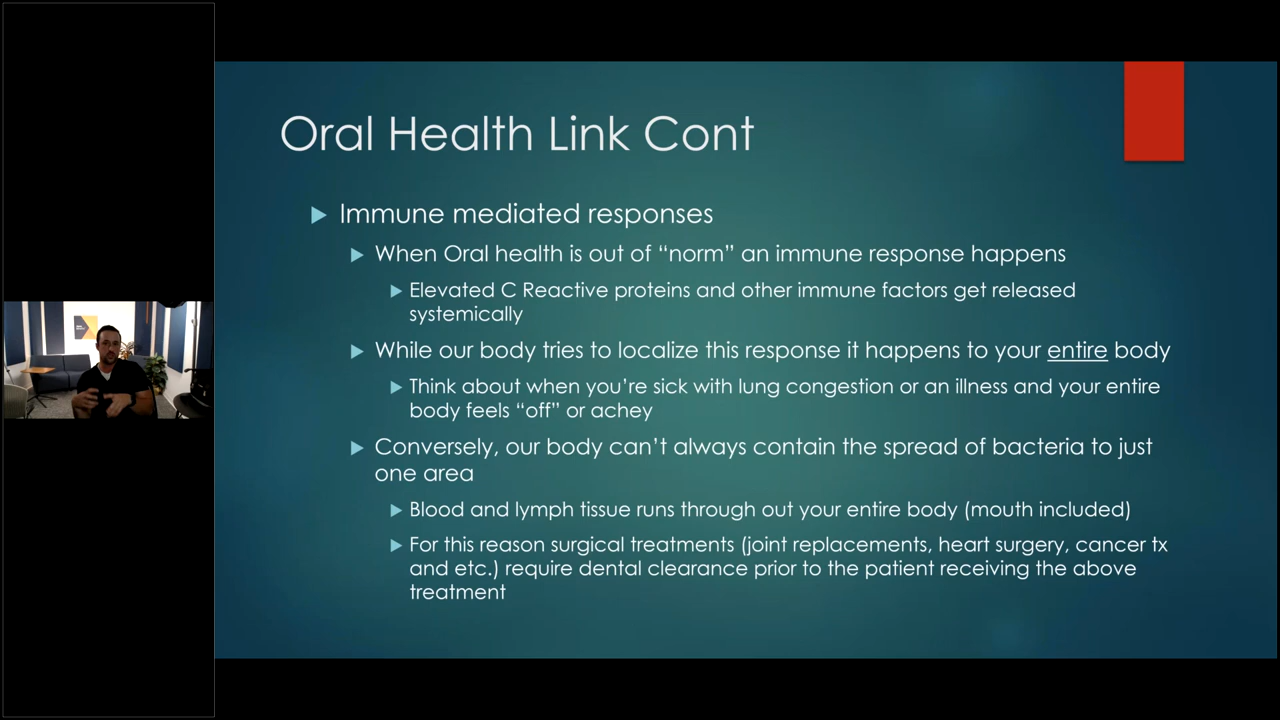 Oral Health Link Cont
Immune mediated responses
When Oral health is out of “norm” an immune response happens
Elevated C Reactive proteins and other immune factors get released
systemically
While our body tries to localize this response it happens to your entire body
Think about when you’re sick with lung congestion or an illness and your entire
body feels “off” or achey
Conversely, our body can’t always contain the spread of bacteria to just
one area
Blood and lymph tissue runs through out your entire body (mouth included)
For this reason surgical treatments (joint replacements, heart surgery, cancer tx
and etc.) require dental clearance prior to the patient receiving the above
treatment